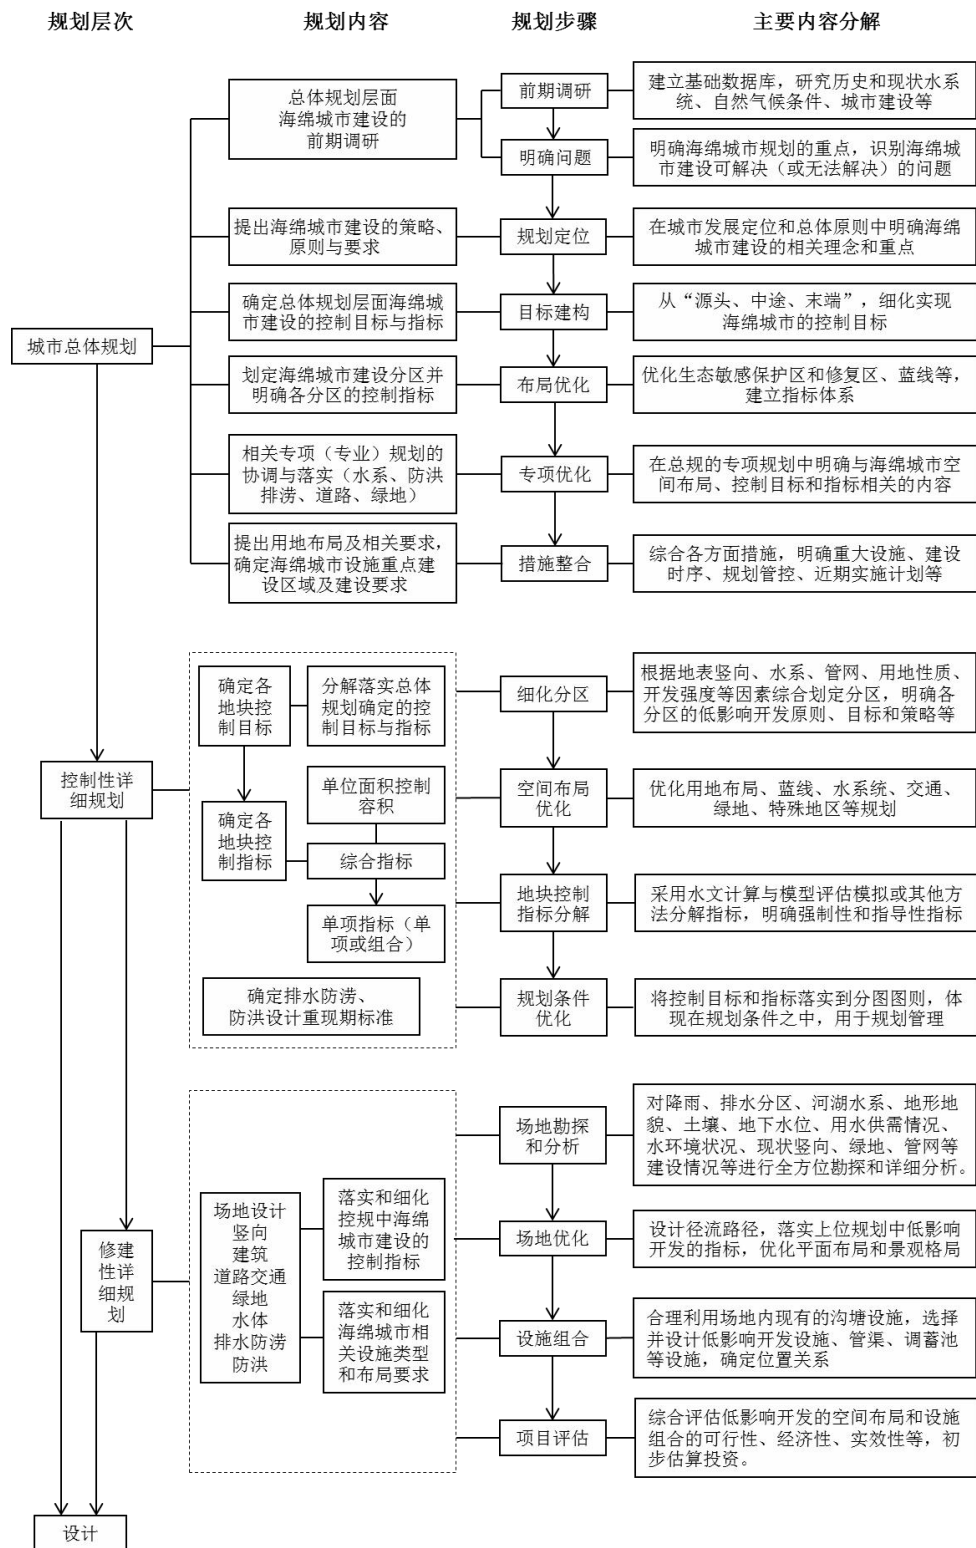 规划层次
规划内容
规划步骤
主要内容分解
城市总体规划
总体规划层面
海绵城市建设的
前期调研
前期调研
建立基础数据库，研究历史和现状水系
统、自然气候条件、城市建设等
明确问题
明确海绵城市规划的重点，识别海绵城
市建设可解决（或无法解决）的问题
提出海绵城市建设的策略、
原则与要求
规划定位
在城市发展定位和总体原则中明确海绵
城市建设的相关理念和重点
确定总体规划层面海绵城
市建设的控制目标与指标
目标建构
从“源头、中途、末端”，细化实现
海绵城市的控制目标
划定海绵城市建设分区并
明确各分区的控制指标
布局优化
优化生态敏感保护区和修复区、蓝线等，
建立指标体系
相关专项（专业）规划的
协调与落实（水系、防洪
排涝、道路、绿地）
专项优化
在总规的专项规划中明确与海绵城市空
间布局、控制目标和指标相关的内容
提出用地布局及相关要求，
确定海绵城市设施重点建
设区域及建设要求
措施整合
综合各方面措施，明确重大设施、建设
时序、规划管控、近期实施计划等
控制性详
细规划
确定各
地块控
制目标
分解落实总体
规划确定的控
制目标与指标
细化分区
根据地表竖向、水系、管网、用地性质、
开发强度等因素综合划定分区，明确各
分区的低影响开发原则、目标和策略等
确定各
地块控
制指标
单位面积控制
容积
综合指标
单项指标（单
项或组合）
空间布局
优化
优化用地布局、蓝线、水系统、交通、
绿地、特殊地区等规划
地块控制
指标分解
采用水文计算与模型评估模拟或其他方
法分解指标，明确强制性和指导性指标
确定排水防涝、
防洪设计重现期标准
规划条件
优化
将控制目标和指标落实到分图图则，体
现在规划条件之中，用于规划管理
修建
性详
细规
划
场地设计
竖向
建筑
道路交通
绿地
水体
排水防涝
防洪
落实和细化
控规中海绵
城市建设的
控制指标
落实和细化
海绵城市相
关设施类型
和布局要求
场地勘探
和分析
对降雨、排水分区、河湖水系、地形地
貌、土壤、地下水位、用水供需情况、
水环境状况、现状竖向、绿地、管网等
建设情况等进行全方位勘探和详细分析。
场地优化
设计径流路径，落实上位规划中低影响
开发的指标，优化平面布局和景观格局
设施组合
合理利用场地内现有的沟塘设施，选择
并设计低影响开发设施、管渠、调蓄池
等设施，确定位置关系
项目评估
综合评估低影响开发的空间布局和设施
组合的可行性、经济性、实效性等，初
步估算投资。
设计